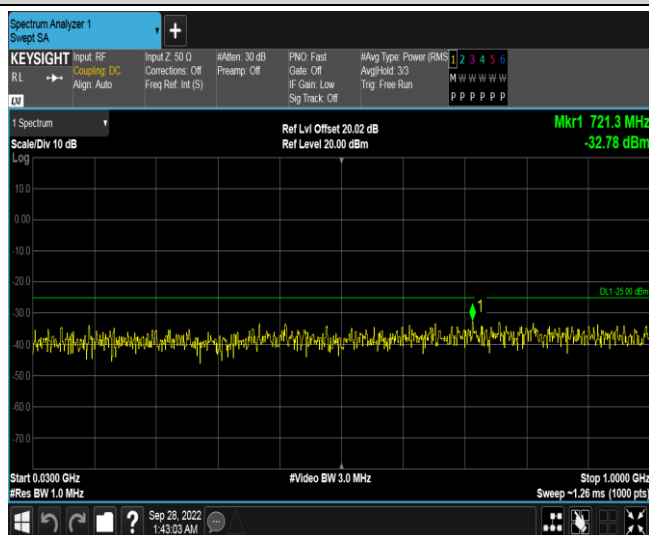 Spectrum Analyzer 1
Swept SA
+
KEYSIGHT Input: RF Input Z: 50 Ω #Atten: 30 dB PNO: Fast #Avg Type: Power (RMS 1 2 3 4 5 6
RL Coupling: DC Corrections: Off Preamp: Off Gate: Off Avg|Hold: 3/3 M W W W W W
Align: Auto Freq Ref: Int (S) IF Gain: Low Trig: Free Run
Sig Track: Off P P P P P P
LXI
1 Spectrum Ref Lvl Offset 20.02 dB Mkr1 721.3 MHz
Scale/Div 10 dB Ref Level 20.00 dBm -32.78 dBm
Log
10.0
0.00
-10.0
-20.0
DL1 -25.00 dBm
-30.0
1
-40.0
-50.0
-60.0
-70.0
Start 0.0300 GHz #Video BW 3.0 MHz Stop 1.0000 GHz
#Res BW 1.0 MHz Sweep ~1.26 ms (1000 pts)
? Sep 28, 2022
1:43:03 AM